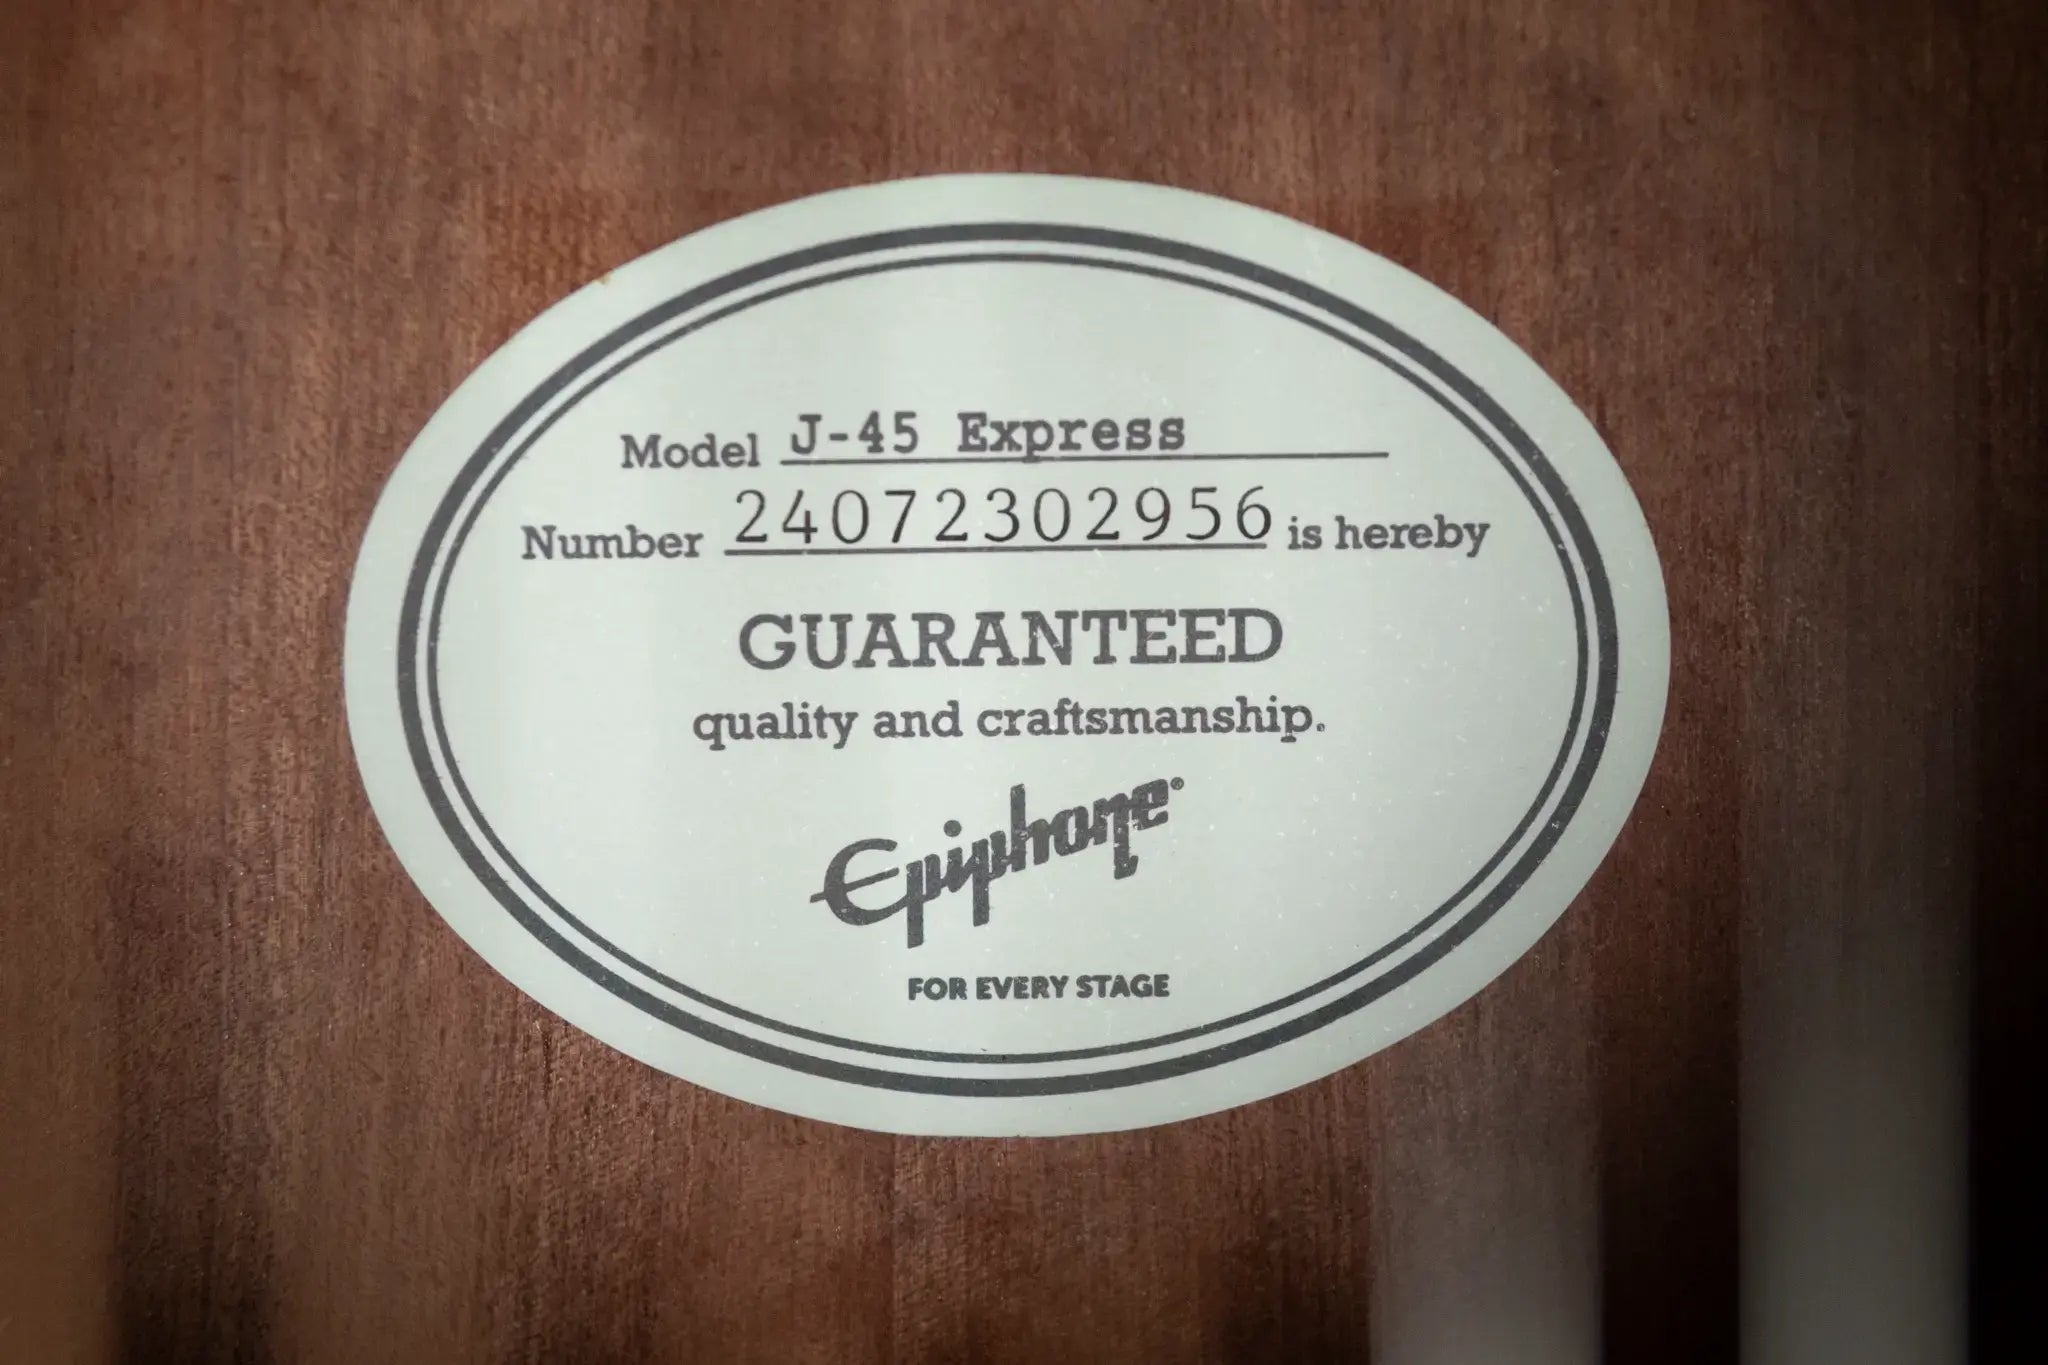 Model J-45 Express
Number 24072302956 is hereby
GUARANTEED
quality and craftsmanship.
Epiphone®
FOR EVERY STAGE